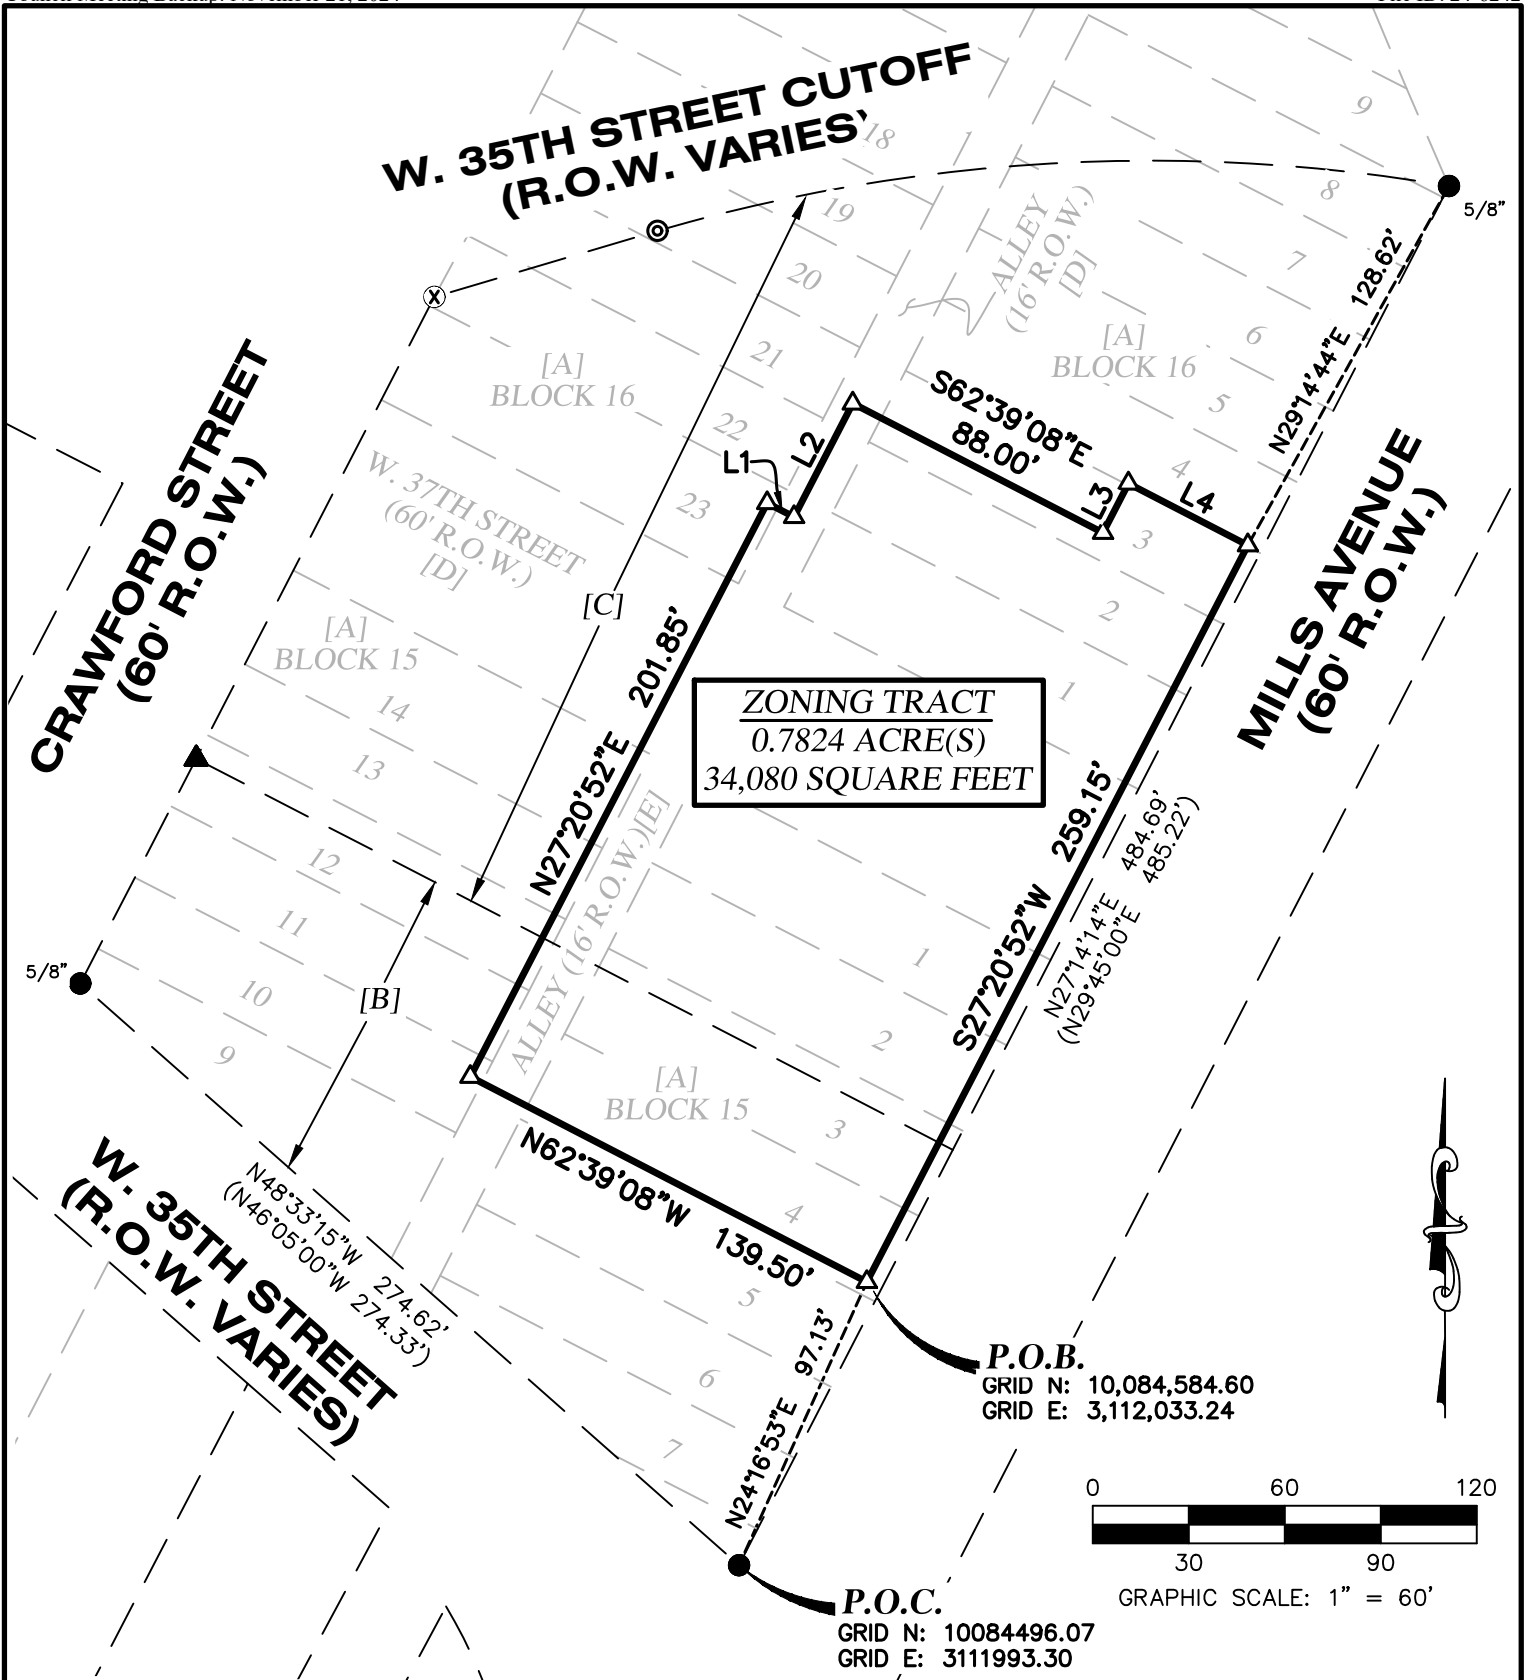 W. 35TH STREET CUTOFF
(R.O.W. VARIES)
18
9
8
19
ALLEY
(16' R.O.W.)
[D]
5/8"
20
7
128.62'
N29°14'44"E
6
21
[A]
BLOCK 16
[A]
BLOCK 16
5
CRAWFORD STREET
(60' R.O.W.)
22
S62°39'08"E
88.00'
L1
L2
L3
L4
4
MILLS AVENUE
(60' R.O.W.)
W. 37TH STREET
(60' R.O.W.)
[D]
23
3
[C]
2
[A]
BLOCK 15
201.85'
N27°20'52"E
1
14
ZONING TRACT
0.7824 ACRE(S)
34,080 SQUARE FEET
13
ALLEY (16' R.O.W.)[E]
259.15'
S27°20'52"W
N27°14'14"E 484.69'
(N29°45'00"E 485.22')
12
11
1
5/8"
10
[B]
2
9
[A]
BLOCK 15
3
N62°39'08"W 139.50'
4
W. 35TH STREET
(R.O.W. VARIES)
N48°33'15"W 274.62'
(N46°05'00"W 274.33')
5
97.13'
N24°16'53"E
6
7
P.O.B.
GRID N: 10,084,584.60
GRID E: 3,112,033.24
0 60 120
30 90
GRAPHIC SCALE: 1" = 60'
P.O.C.
GRID N: 10084496.07
GRID E: 3111993.30